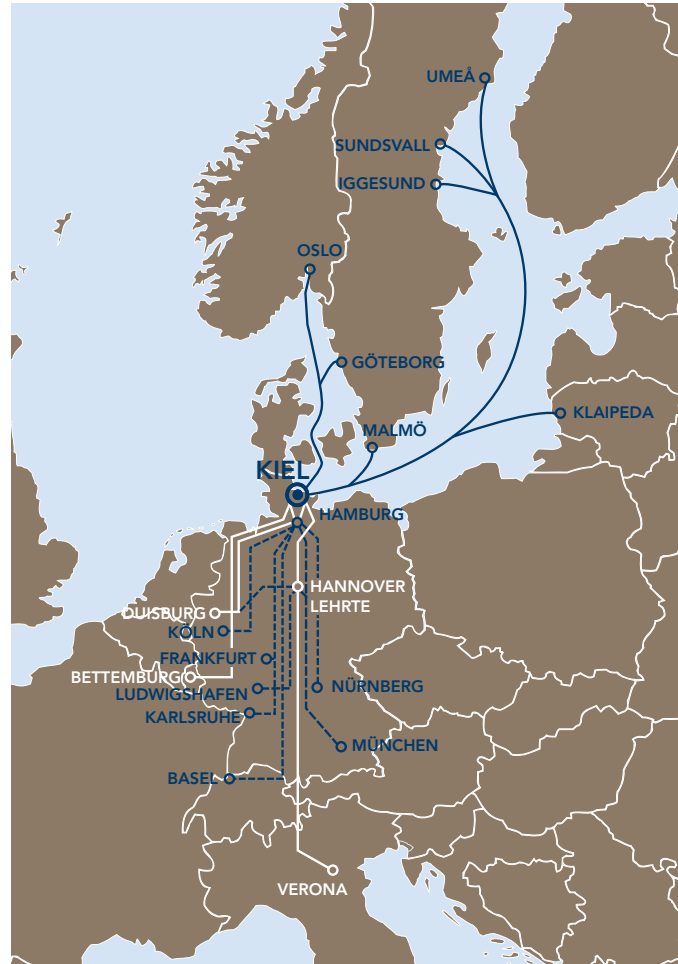 UMEÅ
SUNDSVALL
IGGESUND
OSLO
GÖTEBORG
KLAIPEDA
MALMÖ
KIEL
HAMBURG
HANNOVER
LEHRTE
DUISBURG
KÖLN
FRANKFURT
BETTEMBURG
LUDWIGSHAFEN
NÜRNBERG
KARLSRUHE
MÜNCHEN
BASEL
VERONA